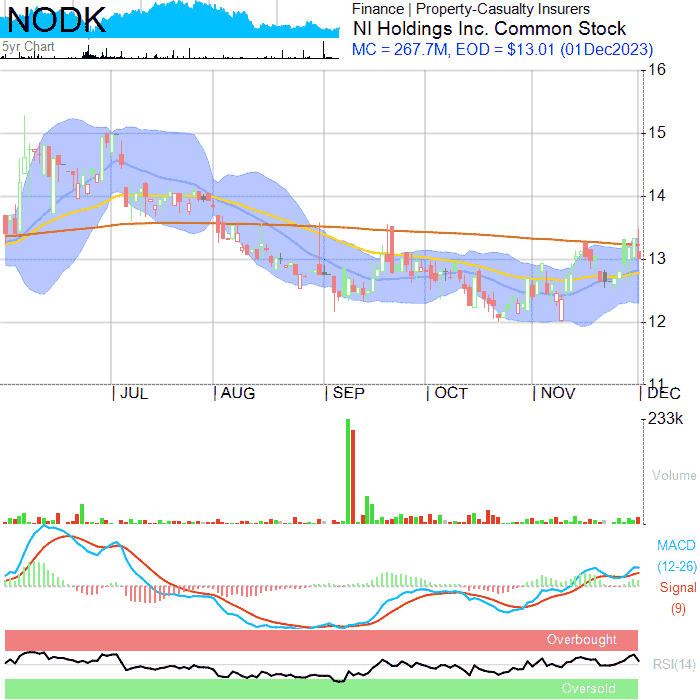 NODK
5yr Chart
Finance | Property-Casualty Insurers
NI Holdings Inc. Common Stock
MC = 267.7M, EOD = $13.01 (01Dec2023)
16
15
14
13
12
11
JUL AUG SEP OCT NOV DEC
233k
Volume
MACD
(12-26)
Signal
(9)
Overbought
RSI(14)
Oversold